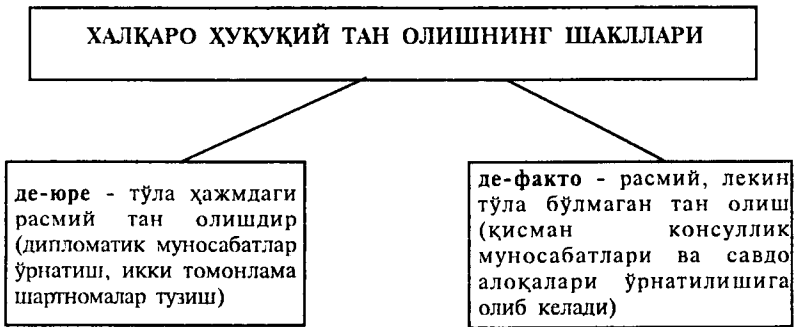 ХАЛҚАРО ҲУҚУҚИЙ ТАН ОЛИШНИНГ ШАКЛЛАРИ
де-юре - тўла ҳажмдаги
расмий тан олишдир
(дипломатик муносабатлар
ўрнатиш, икки томонлама
шартномалар тузиш)
де-факто - расмий, лекин
тўла бўлмаган тан олиш
(қисман консуллик
муносабатлари ва савдо
алоқалари ўрнатилишига
олиб келади)